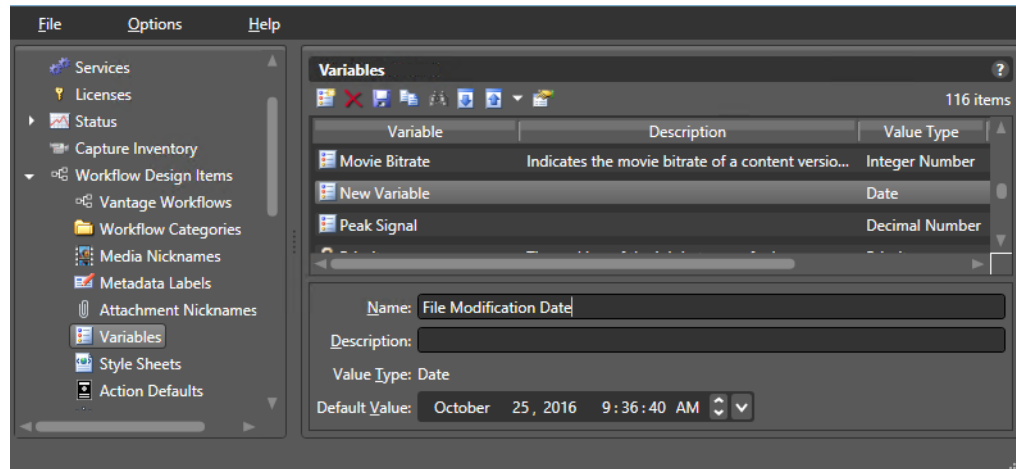 File Options Help
Services
Licenses
Status
Capture Inventory
Workflow Design Items
Vantage Workflows
Workflow Categories
Media Nicknames
Metadata Labels
Attachment Nicknames
Variables
Style Sheets
Action Defaults
Variables ?
116 items
Variable Description Value Type
Movie Bitrate Indicates the movie bitrate of a content versio... Integer Number
New Variable Date
Peak Signal Decimal Number
Name: File Modification Date
Description:
Value Type: Date
Default Value: October 25, 2016 9:36:40 AM